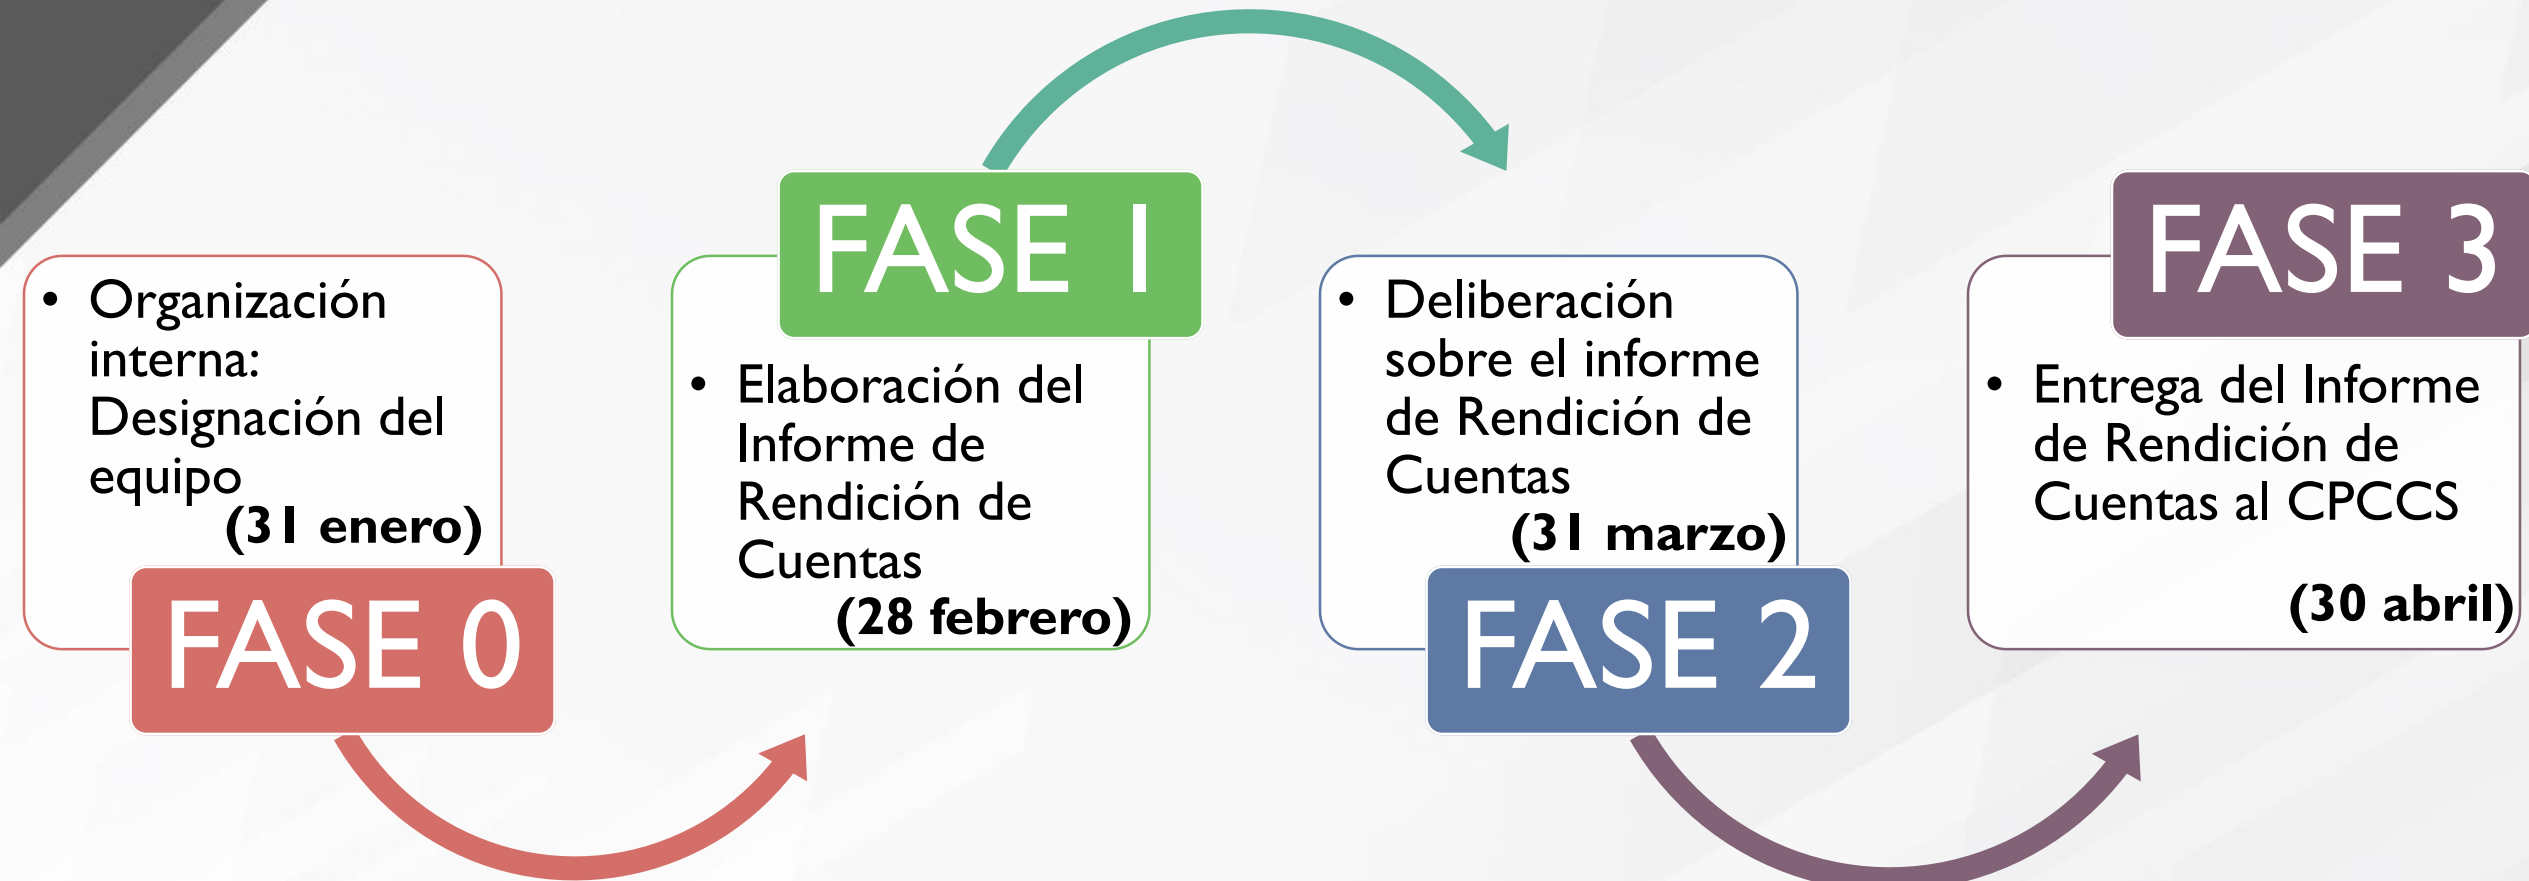 • Organización
interna:
Designación del
equipo
(31 enero)
FASE 0
FASE 1
• Elaboración del
Informe de
Rendición de
Cuentas
(28 febrero)
• Deliberación
sobre el informe
de Rendición de
Cuentas
(31 marzo)
FASE 2
FASE 3
• Entrega del Informe
de Rendición de
Cuentas al CPCCS
(30 abril)